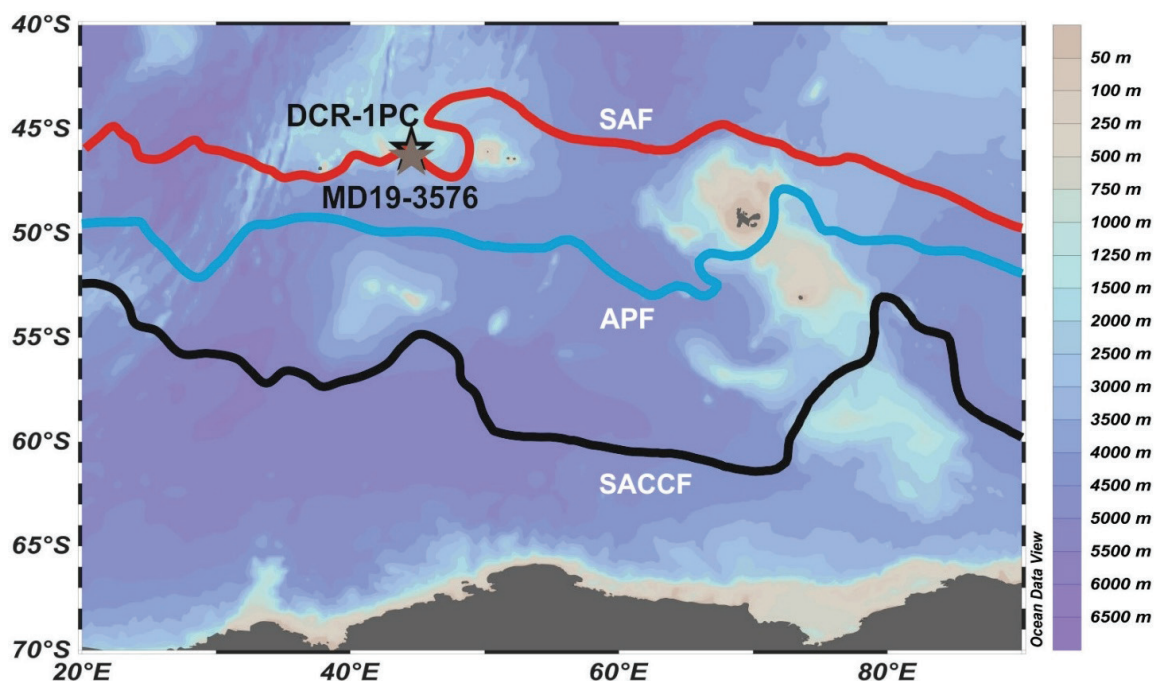 40°S
45°S
50°S
55°S
60°S
65°S
70°S
20°E
40°E
60°E
80°E
DCR-1PC
MD19-3576
SAF
APF
SACCF
50 m
100 m
250 m
500 m
750 m
1000 m
1250 m
1500 m
2000 m
2500 m
3000 m
3500 m
4000 m
4500 m
5000 m
5500 m
6000 m
6500 m
Ocean Data View